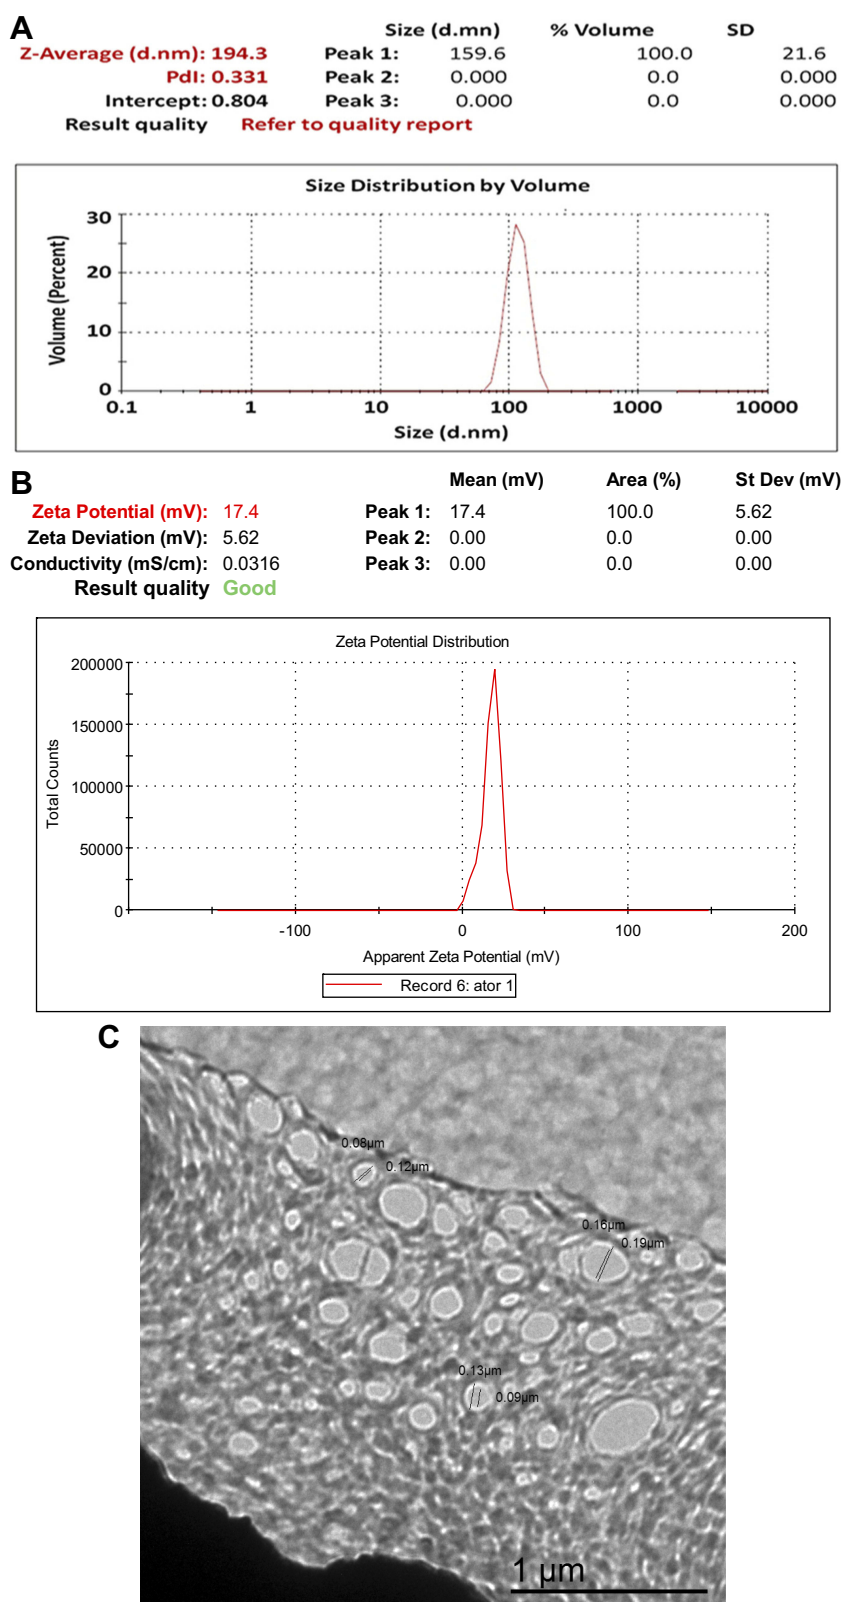 A
Size (d.mn) % Volume SD
Z-Average (d.nm): 194.3 Peak 1: 159.6 100.0 21.6
PdI: 0.331 Peak 2: 0.000 0.0 0.000
Intercept: 0.804 Peak 3: 0.000 0.0 0.000
Result quality Refer to quality report
Size Distribution by Volume
Volume (Percent)
30
20
10
0
0.1 1 10 100 1000 10000
Size (d.nm)
B
Mean (mV) Area (%) St Dev (mV)
Zeta Potential (mV): 17.4 Peak 1: 17.4 100.0 5.62
Zeta Deviation (mV): 5.62 Peak 2: 0.00 0.0 0.00
Conductivity (mS/cm): 0.0316 Peak 3: 0.00 0.0 0.00
Result quality Good
Zeta Potential Distribution
Total Counts
200000
150000
100000
50000
0
-100 0 100 200
Apparent Zeta Potential (mV)
Record 6: ator 1
C
0.08µm
0.12µm
0.16µm
0.19µm
0.13µm
0.09µm
1 µm